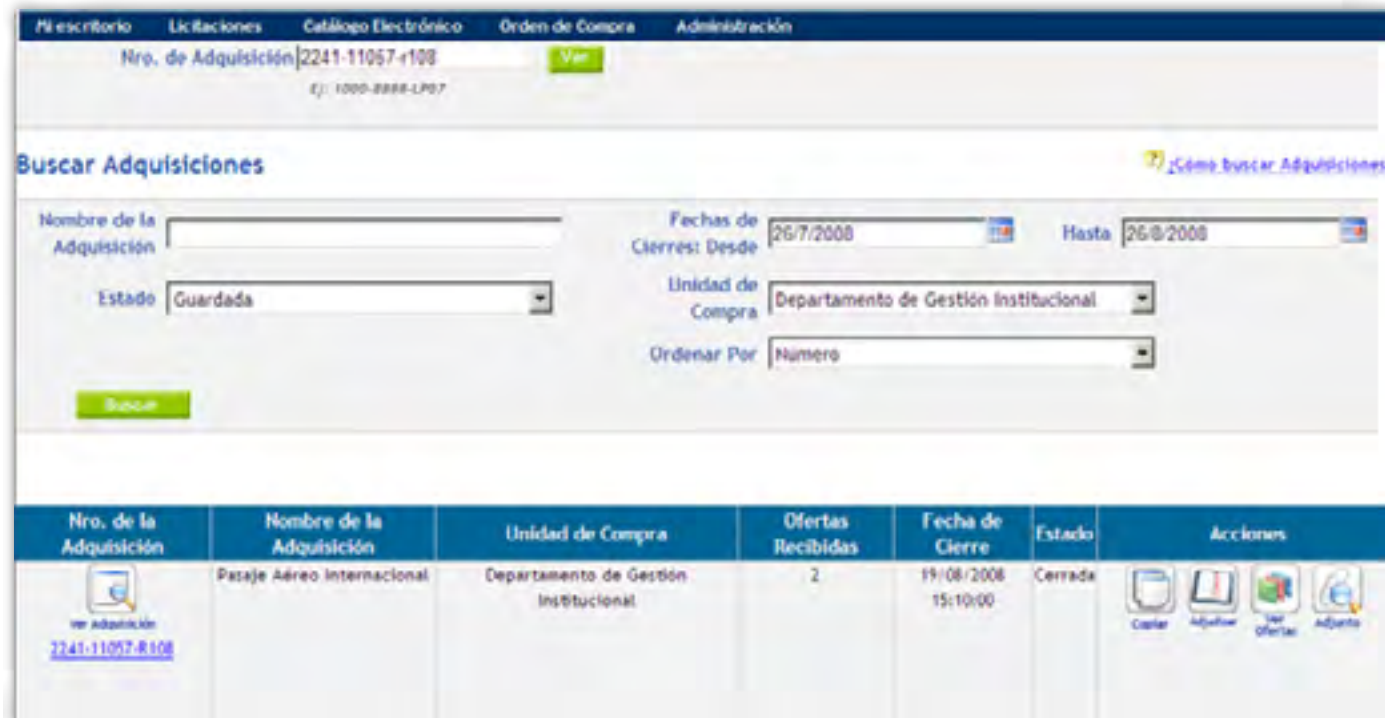 Mi escritorio Licitaciones Catálogo Electrónico Orden de Compra Administración
Nro. de Adquisición 2241-11057-r108 Ver
Ej: 1000-8888-LP07
Buscar Adquisiciones ¿Cómo buscar Adquisiciones
Nombre de la Adquisición
Fechas de Cierres: Desde 26/7/2008 Hasta 26/8/2008
Estado Guardada
Unidad de Compra Departamento de Gestión Institucional
Ordenar Por Número
Buscar
Nro. de la Adquisición Nombre de la Adquisición Unidad de Compra Ofertas Recibidas Fecha de Cierre Estado Acciones
Pasaje Aéreo Internacional Departamento de Gestión Institucional 2 19/08/2008 15:10:00 Cerrada
Ver Adquisición
2241-11057-R108
Copiar Adjudicar Ver Ofertas Adjunto